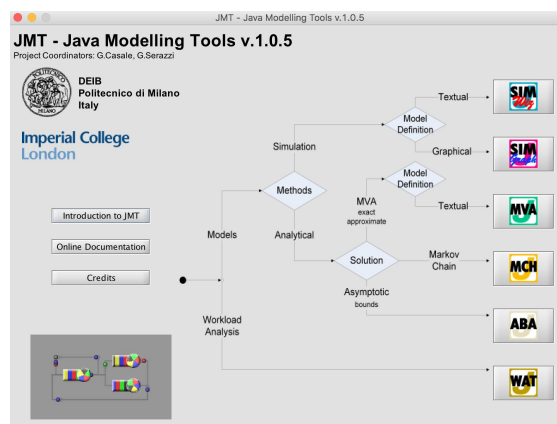 JMT - Java Modelling Tools v.1.0.5
JMT - Java Modelling Tools v.1.0.5
Project Coordinators: G.Casale, G.Serazzi
DEIB
Politecnico di Milano
Italy
Imperial College
London
Introduction to JMT
Online Documentation
Credits
Models
Workload
Analysis
Simulation
Methods
Analytical
Model
Definition
Textual
Graphical
Model
Definition
Textual
MVA
exact
approximate
Solution
Markov
Chain
Asymptotic
bounds
SIM
Wiz
SIM
Graph
MVA
MCH
ABA
WAT